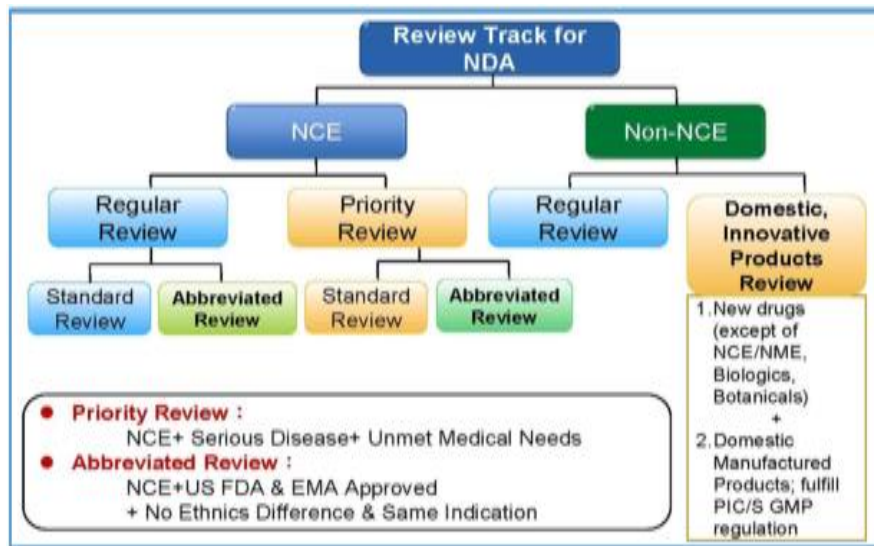 Review Track for
NDA
NCE
Non-NCE
Regular
Review
Priority
Review
Regular
Review
Domestic,
Innovative
Products
Review
Standard
Review
Abbreviated
Review
Standard
Review
Abbreviated
Review
1.New drugs
(except of
NCE/NME,
Biologics,
Botanicals)
+
2.Domestic
Manufactured
Products; fulfill
PIC/S GMP
regulation
● Priority Review：
NCE+ Serious Disease+ Unmet Medical Needs
● Abbreviated Review：
NCE+US FDA & EMA Approved
+ No Ethnics Difference & Same Indication